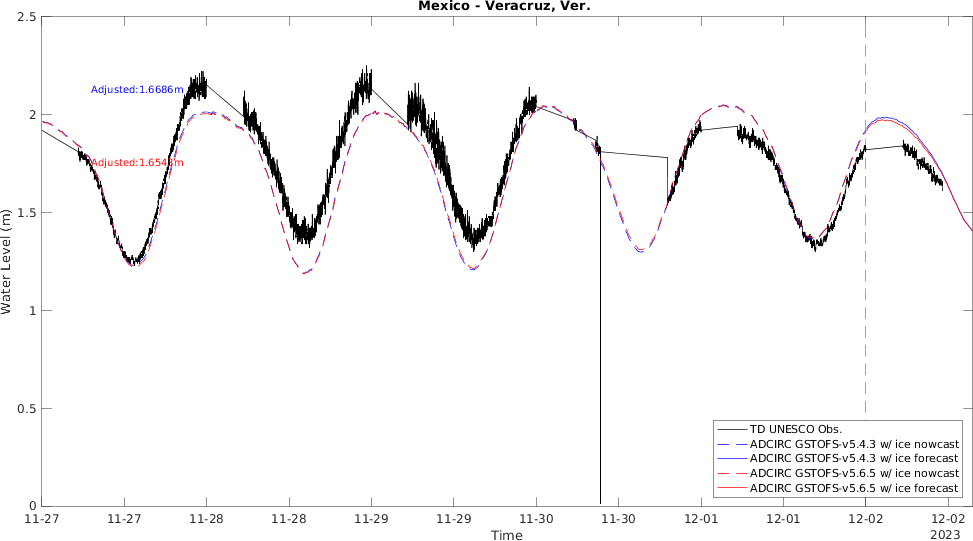 Mexico - Veracruz, Ver.
2.5
2
1.5
1
0.5
0
Water Level (m)
Adjusted:1.6686m
11-27
11-27
11-28
11-28
11-29
11-29
11-30
11-30
12-01
12-01
12-02
12-02
2023
Time
TD UNESCO Obs.
ADCIRC GSTOFS-v5.4.3 w/ ice nowcast
ADCIRC GSTOFS-v5.4.3 w/ ice forecast
ADCIRC GSTOFS-v5.6.5 w/ ice nowcast
ADCIRC GSTOFS-v5.6.5 w/ ice forecast